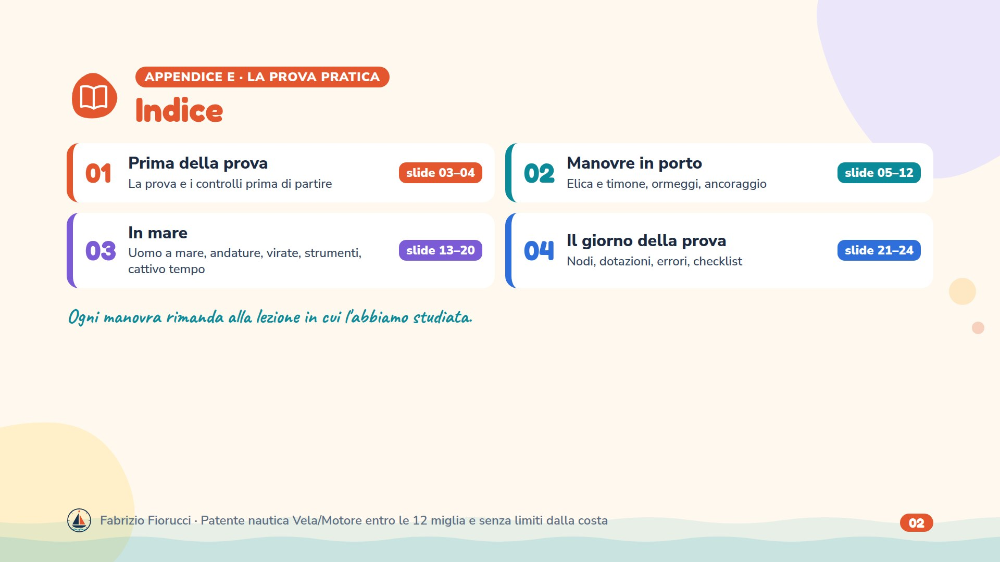 APPENDICE E · LA PROVA PRATICA
Indice
01
Prima della prova
La prova e i controlli prima di partire
slide 03–04
02
Manovre in porto
Elica e timone, ormeggi, ancoraggio
slide 05–12
03
In mare
Uomo a mare, andature, virate, strumenti,
cattivo tempo
slide 13–20
04
Il giorno della prova
Nodi, dotazioni, errori, checklist
slide 21–24
Ogni manovra rimanda alla lezione in cui l'abbiamo studiata.
Fabrizio Fiorucci · Patente nautica Vela/Motore entro le 12 miglia e senza limiti dalla costa
02